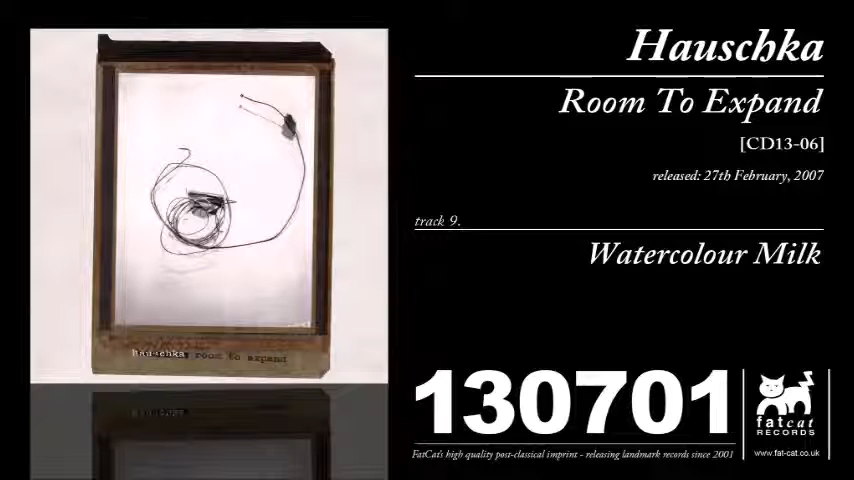 Hauschka
Room To Expand
[CD13-06]
released: 27th February, 2007
track 9.
Watercolour Milk
hauschka room to expand
130701
FatCat's high quality post-classical imprint - releasing landmark records since 2001
fatcat
RECORDS
www.fat-cat.co.uk